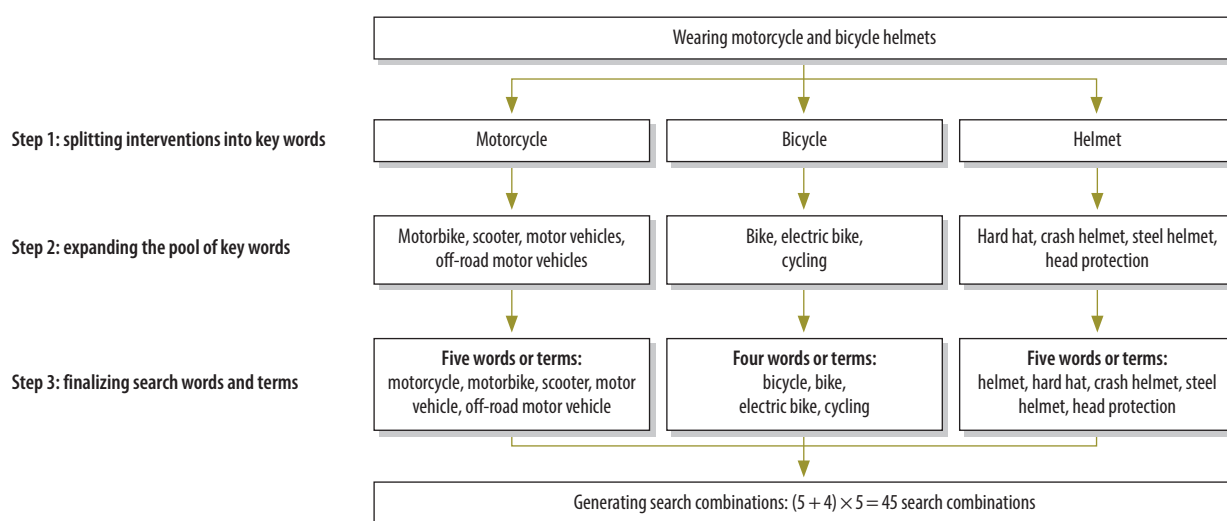 Wearing motorcycle and bicycle helmets
Step 1: splitting interventions into key words
Motorcycle
Bicycle
Helmet
Step 2: expanding the pool of key words
Motorbike, scooter, motor vehicles,
off-road motor vehicles
Bike, electric bike,
cycling
Hard hat, crash helmet, steel helmet,
head protection
Step 3: finalizing search words and terms
Five words or terms:
motorcycle, motorbike, scooter, motor
vehicle, off-road motor vehicle
Four words or terms:
bicycle, bike,
electric bike, cycling
Five words or terms:
helmet, hard hat, crash helmet, steel
helmet, head protection
Generating search combinations: (5 + 4) × 5 = 45 search combinations